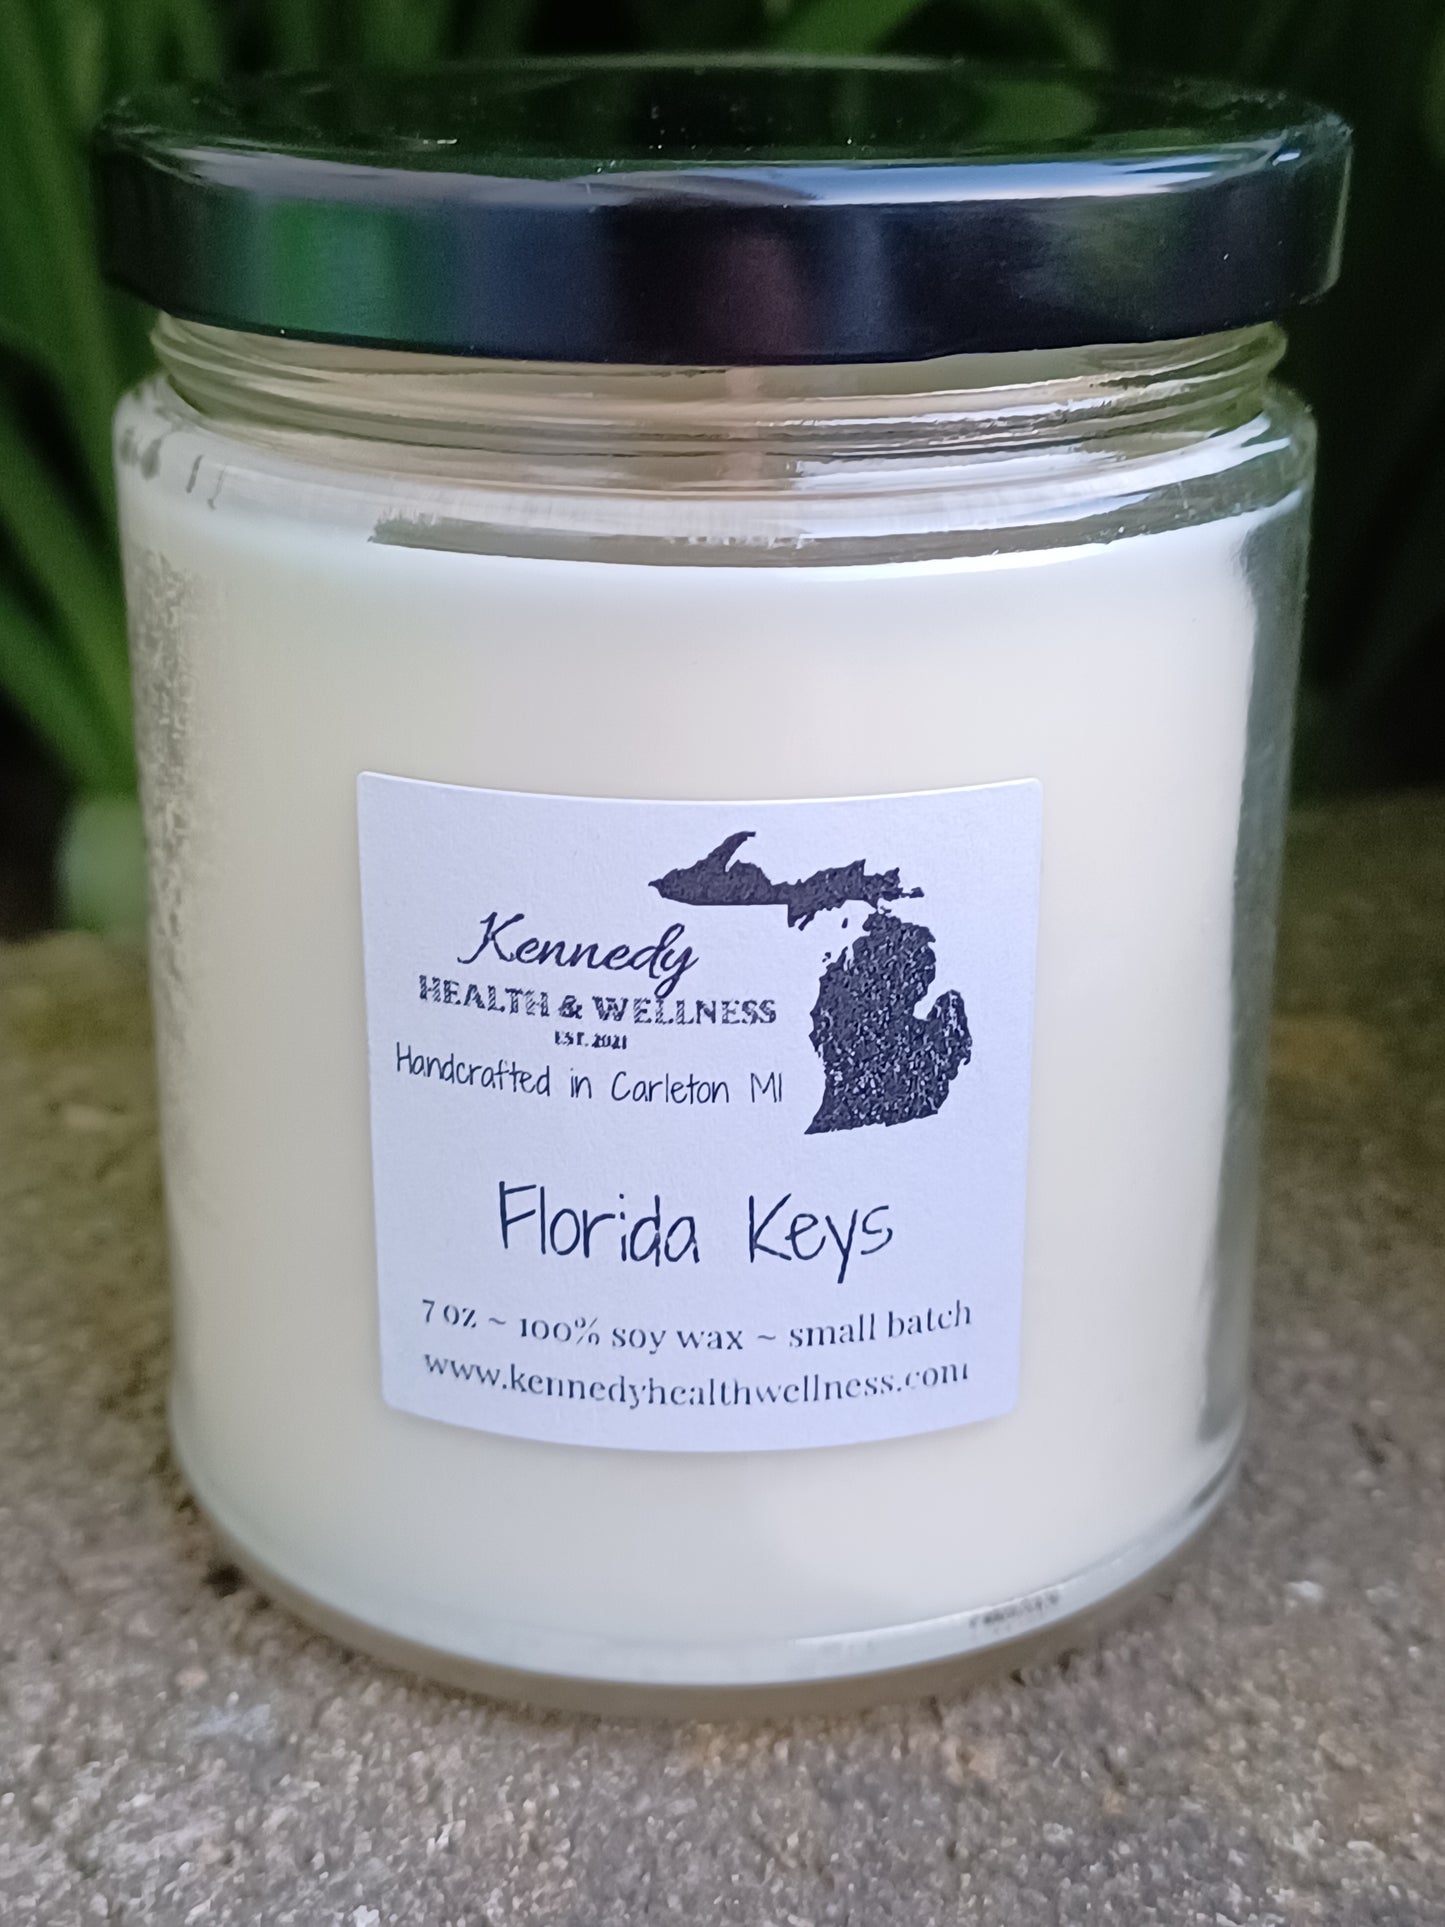 Kennedy
HEALTH & WELLNESS
EST. 2021
Handcrafted in Carleton MI
Florida Keys
7 oz ~ 100% soy wax ~ small batch
www.kennedyhealthwellness.com